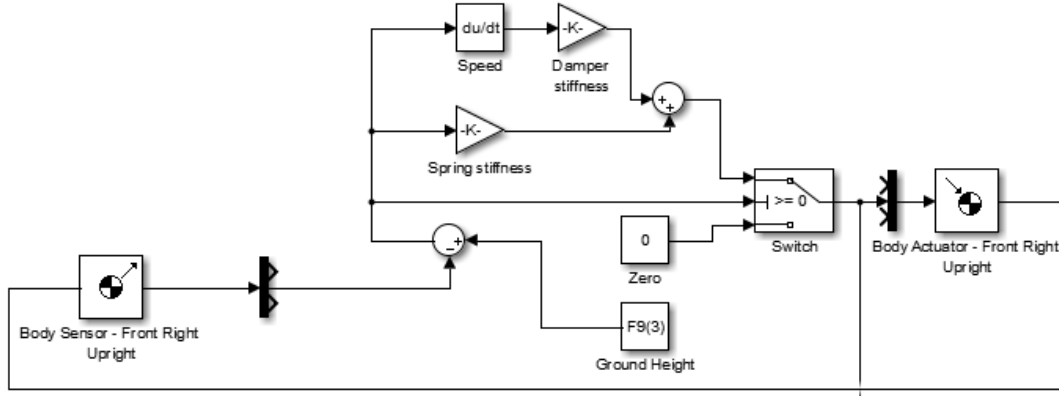 du/dt
-K-
Speed
Damper
stiffness
+
+
-K-
Spring stiffness
>= 0
Switch
0
Zero
-
+
Body Actuator - Front Right
Upright
Body Sensor - Front Right
Upright
F9(3)
Ground Height